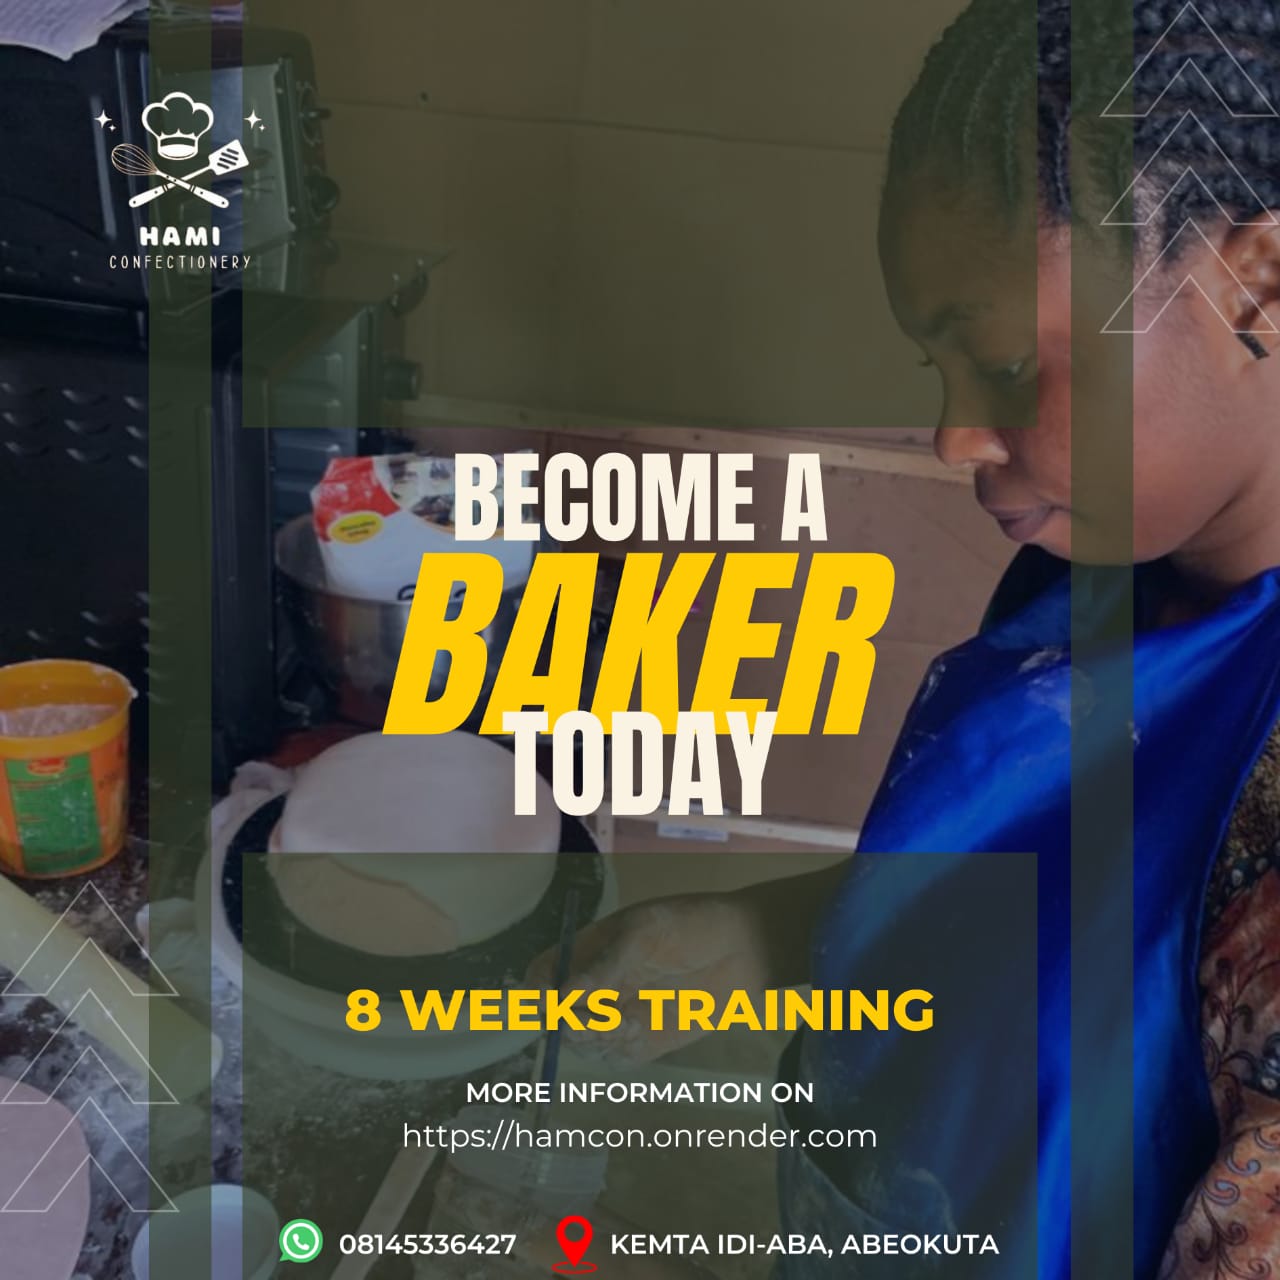 HAMI
CONFECTIONERY
BECOME A
BAKER
TODAY
8 WEEKS TRAINING
MORE INFORMATION ON
https://hamcon.onrender.com
08145336427
KEMTA IDI-ABA, ABEOKUTA